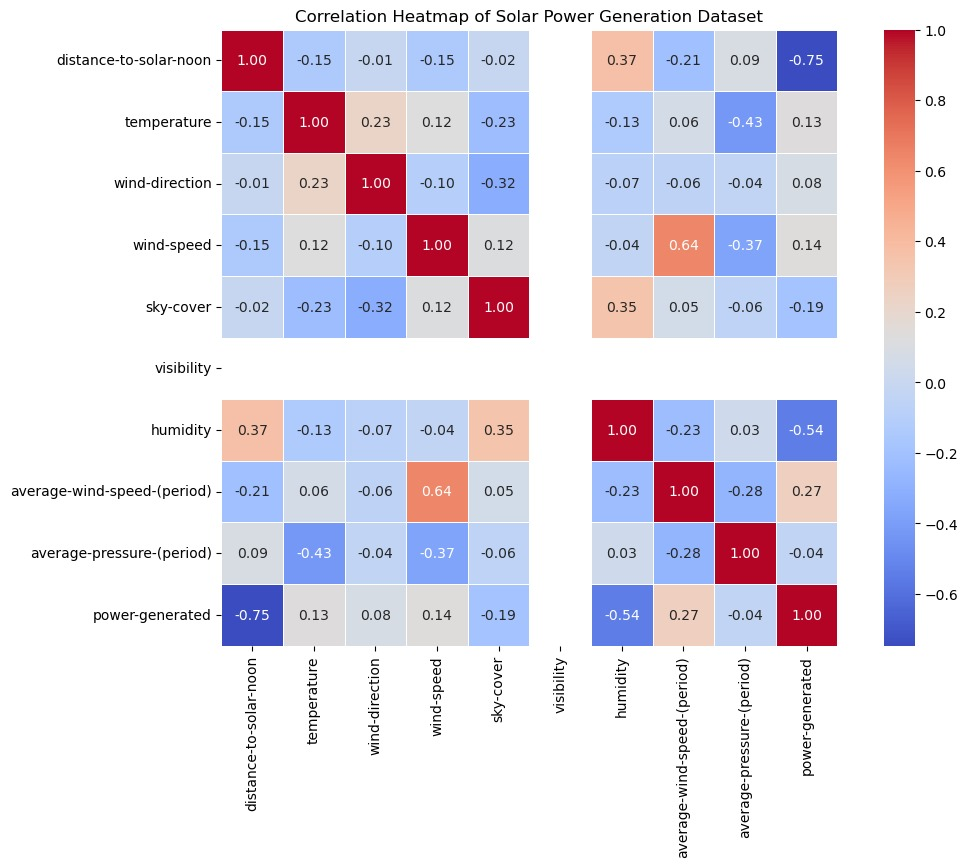 Correlation Heatmap of Solar Power Generation Dataset
distance-to-solar-noon 1.00 -0.15 -0.01 -0.15 -0.02 0.37 -0.21 0.09 -0.75
temperature -0.15 1.00 0.23 0.12 -0.23 -0.13 0.06 -0.43 0.13
wind-direction -0.01 0.23 1.00 -0.10 -0.32 -0.07 -0.06 -0.04 0.08
wind-speed -0.15 0.12 -0.10 1.00 0.12 -0.04 0.64 -0.37 0.14
sky-cover -0.02 -0.23 -0.32 0.12 1.00 0.35 0.05 -0.06 -0.19
visibility
humidity 0.37 -0.13 -0.07 -0.04 0.35 1.00 -0.23 0.03 -0.54
average-wind-speed-(period) -0.21 0.06 -0.06 0.64 0.05 -0.23 1.00 -0.28 0.27
average-pressure-(period) 0.09 -0.43 -0.04 -0.37 -0.06 0.03 -0.28 1.00 -0.04
power-generated -0.75 0.13 0.08 0.14 -0.19 -0.54 0.27 -0.04 1.00
distance-to-solar-noon
temperature
wind-direction
wind-speed
sky-cover
visibility
humidity
average-wind-speed-(period)
average-pressure-(period)
power-generated
1.0
0.8
0.6
0.4
0.2
0.0
−0.2
−0.4
−0.6